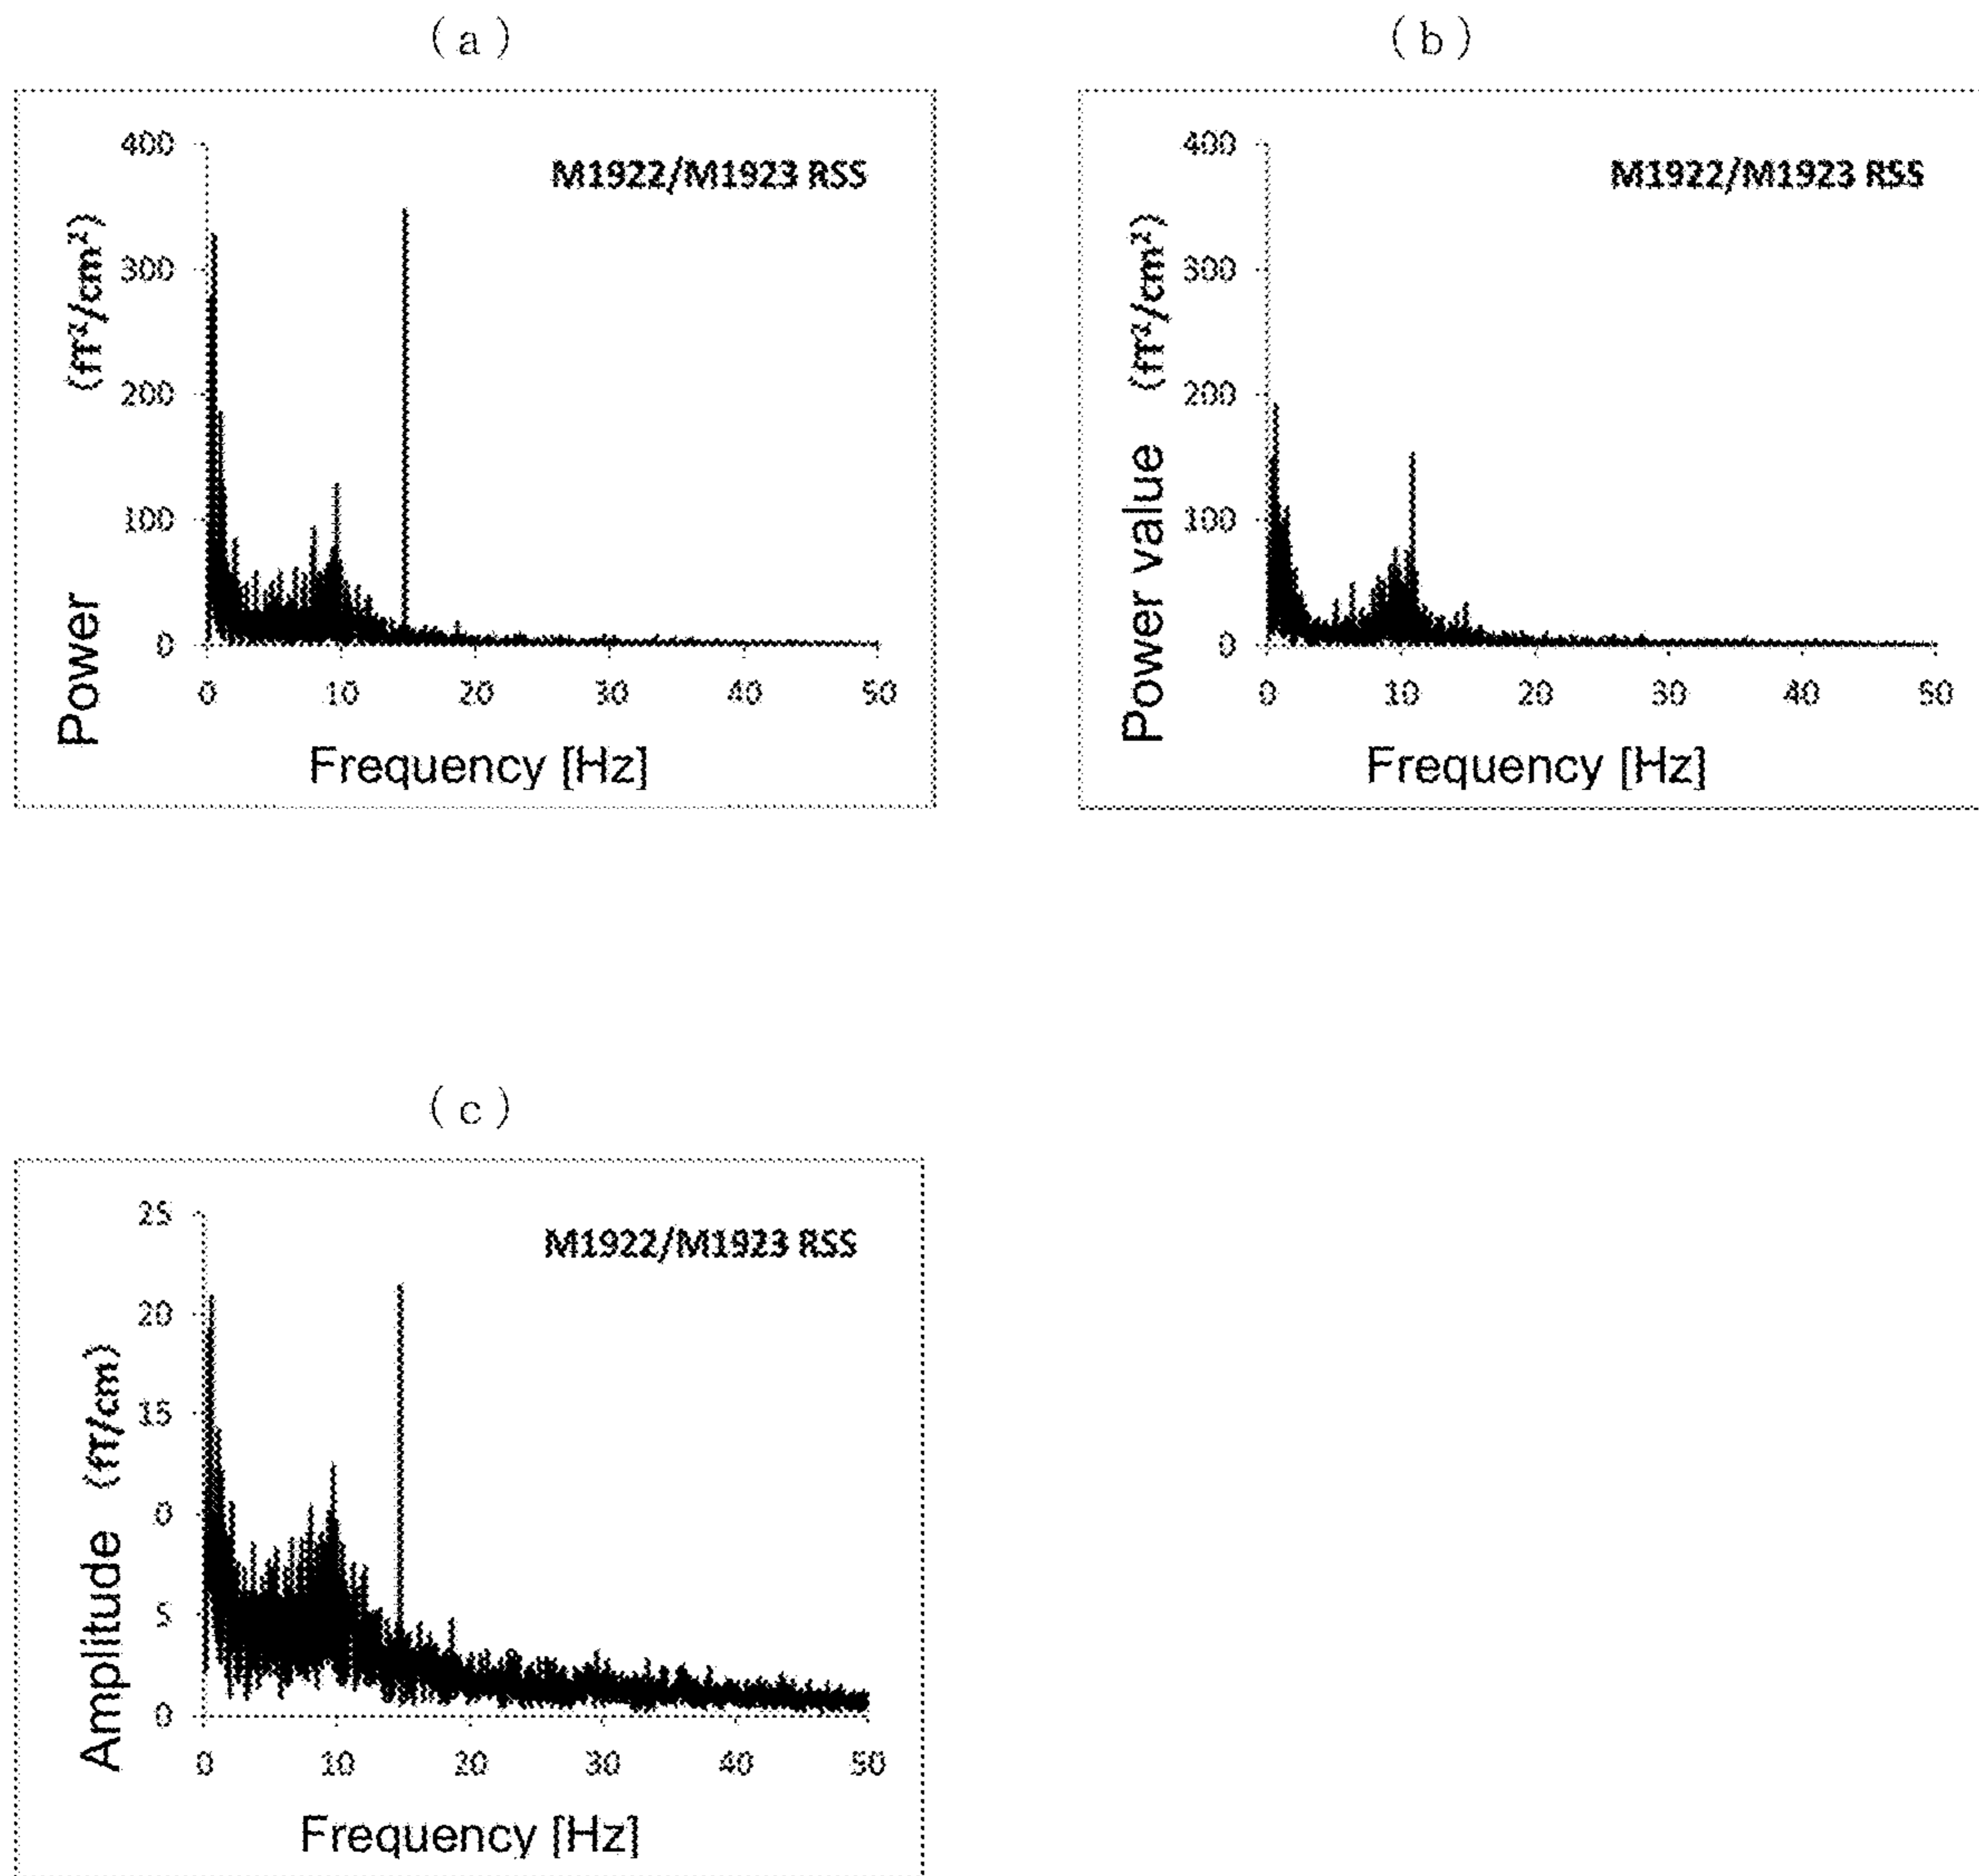 (a)
M1922/M1923 RSS
Power (fT²/cm²)
400
300
200
100
0
0 10 20 30 40 50
Frequency [Hz]
(b)
M1922/M1923 RSS
Power value (fT²/cm²)
400
300
200
100
0
0 10 20 30 40 50
Frequency [Hz]
(c)
M1922/M1923 RSS
Amplitude (fT/cm)
25
20
15
0
5
0
0 10 20 30 40 50
Frequency [Hz]